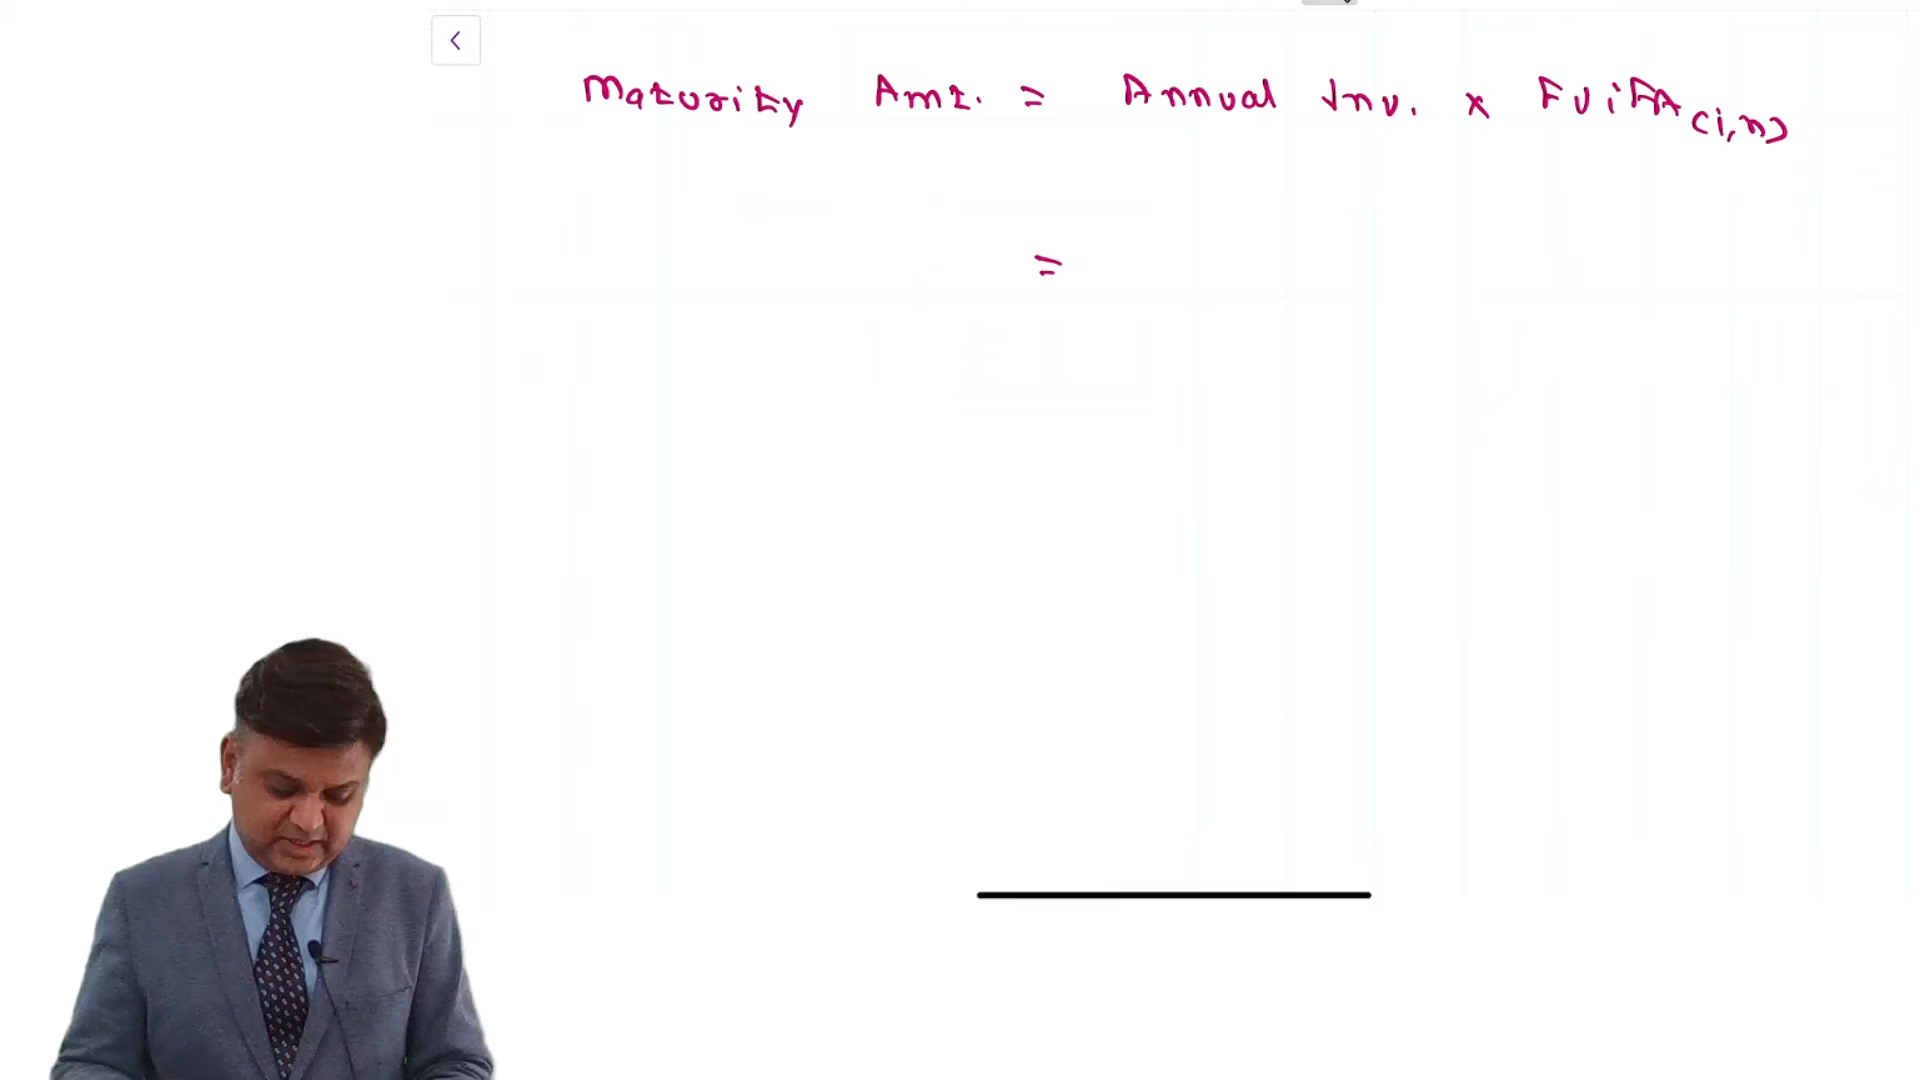 Maturity Amt. = Annual Inv. x FViFA(i,n)
=